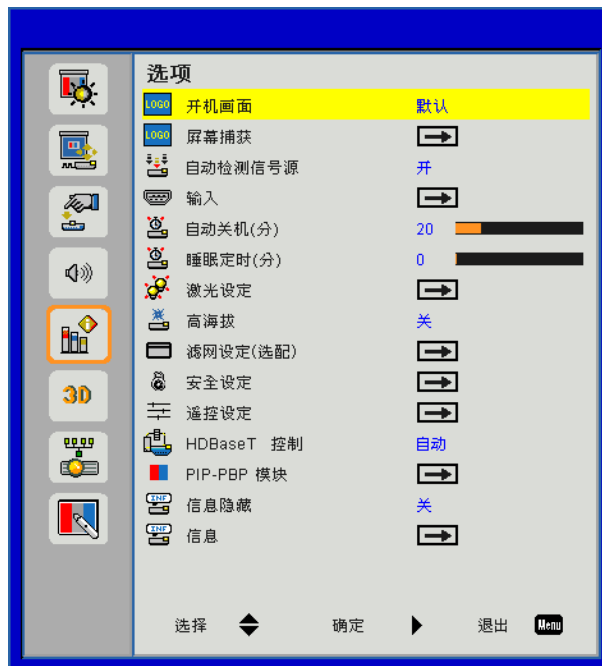 选项
LOGO 开机画面 默认
LOGO 屏幕捕获
自动检测信号源 开
输入
自动关机(分) 20
睡眠定时(分) 0
激光设定
高海拔 关
滤网设定(选配)
安全设定
3D
遥控设定
HDBaseT 控制 自动
PIP-PBP 模块
INF 信息隐藏 关
INF 信息
选择 确定 退出 Menu